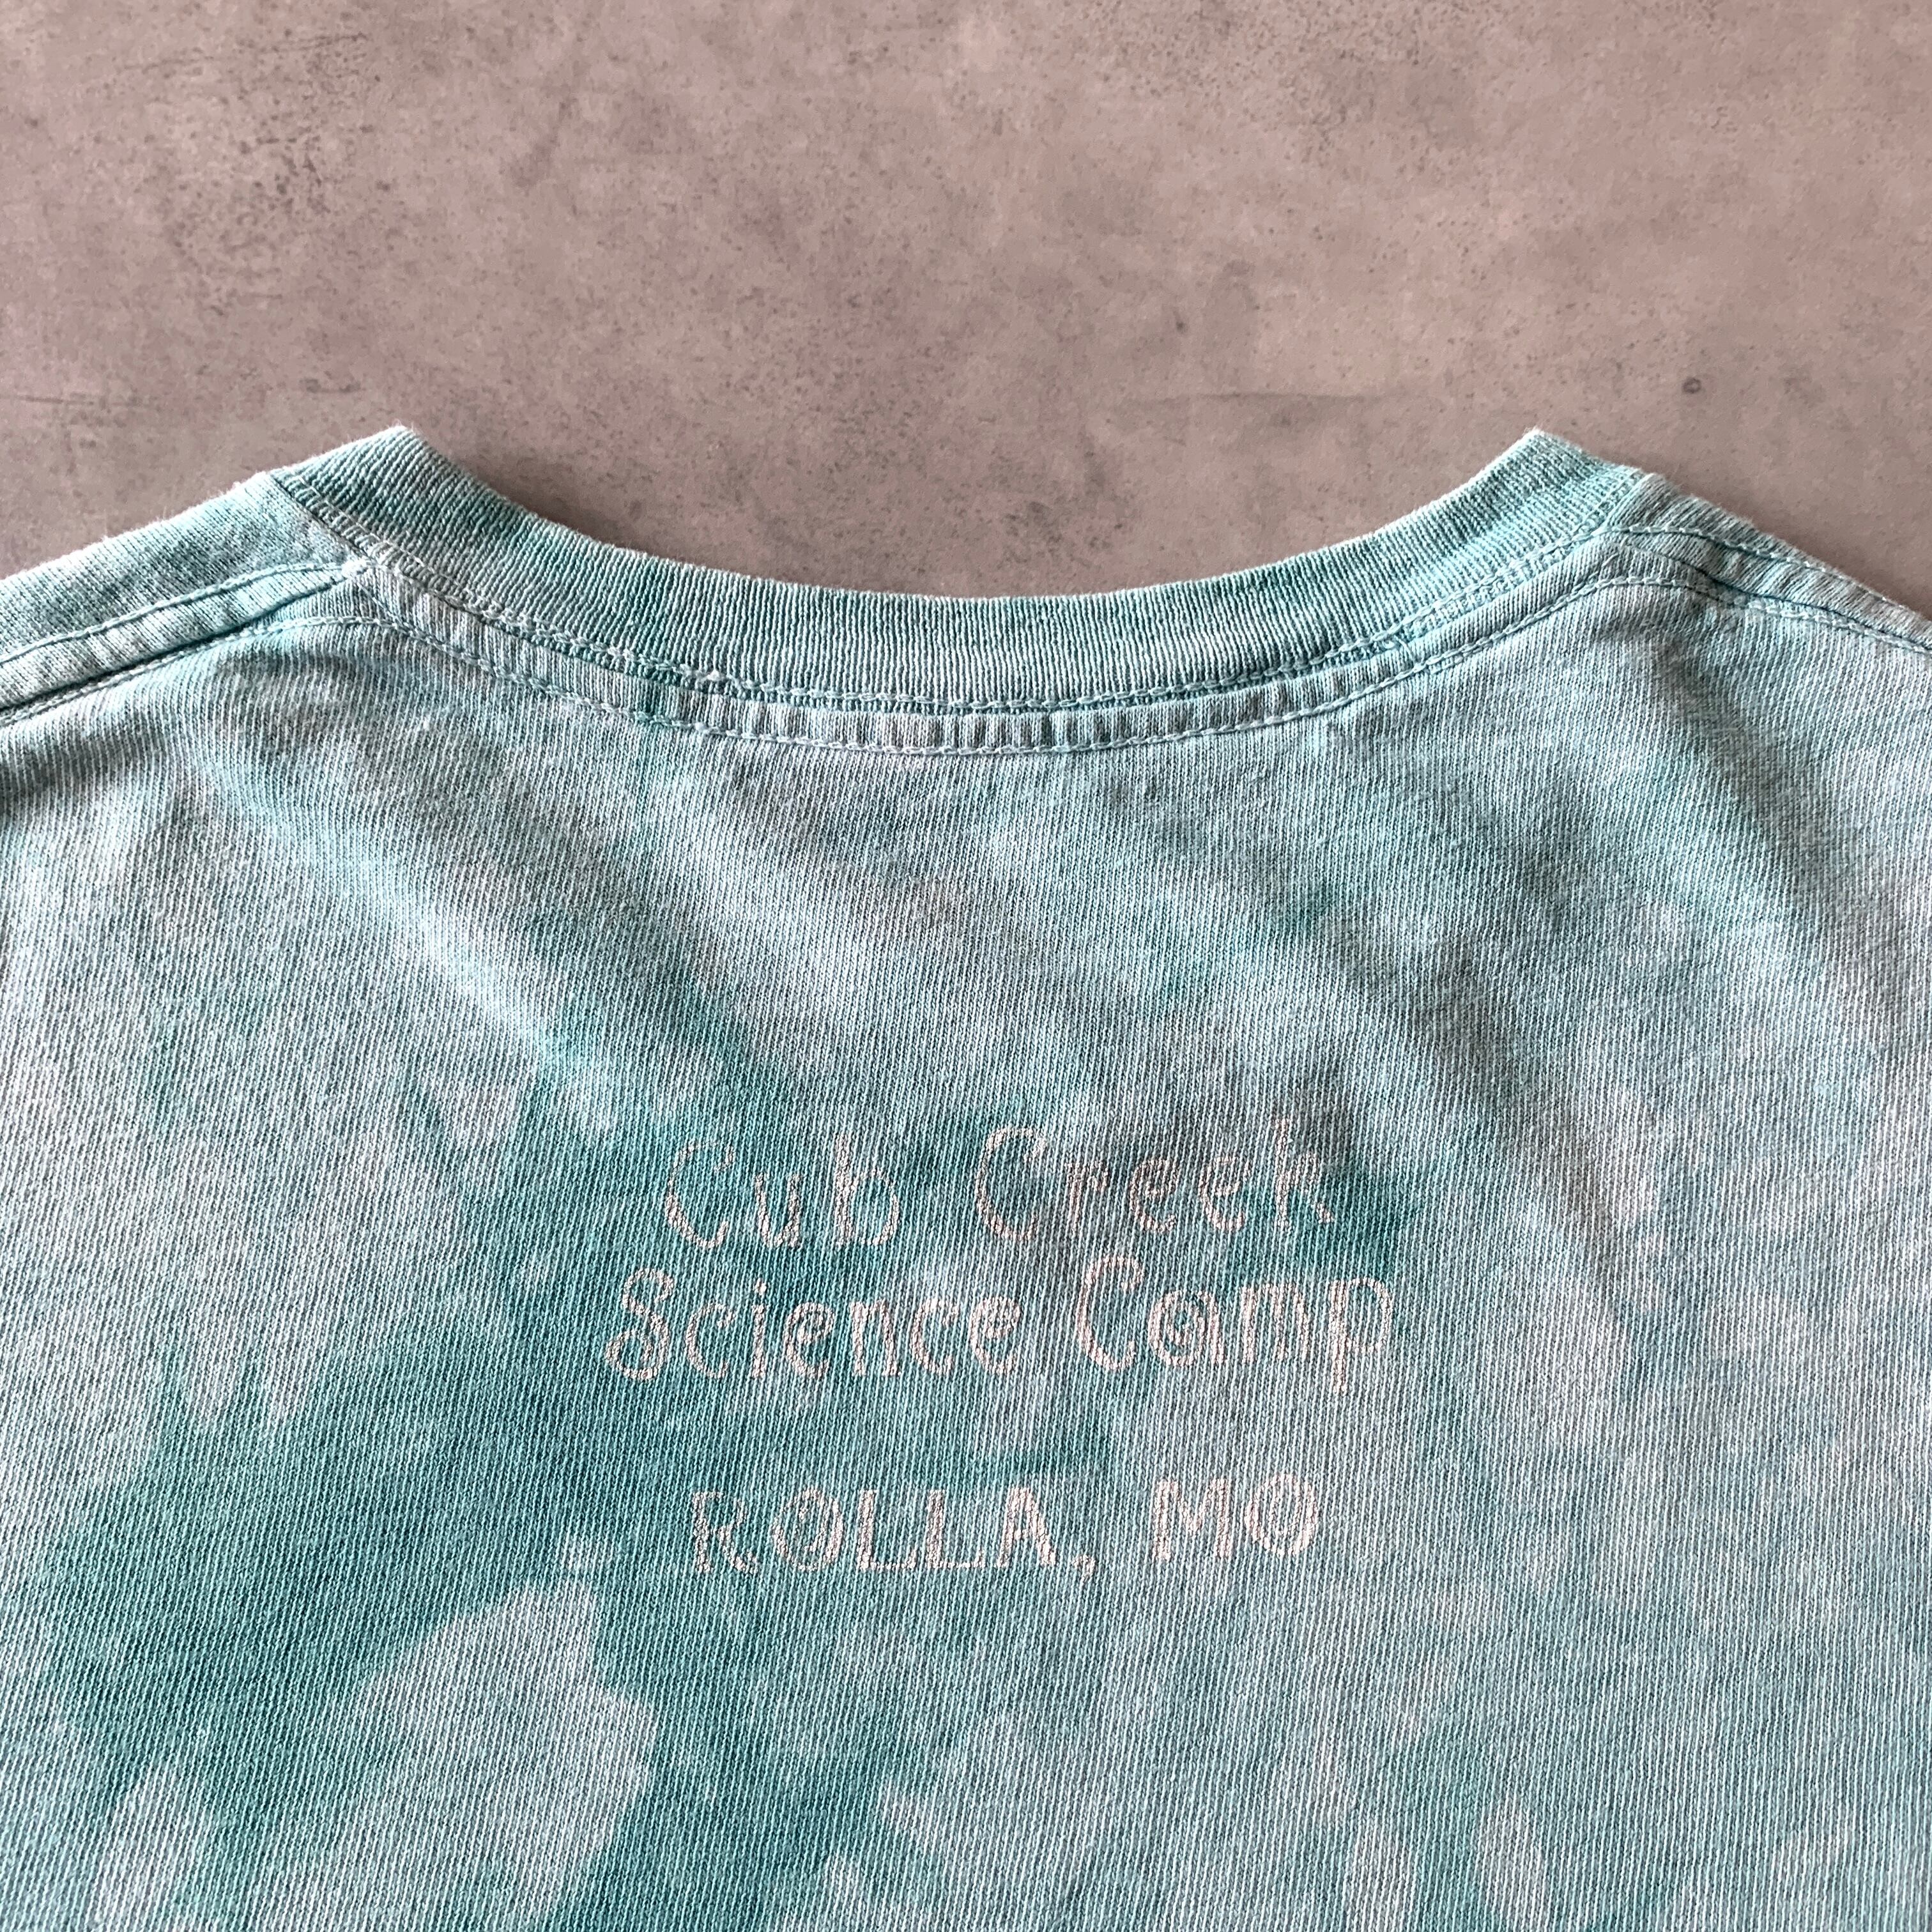 Cub Creek
Science Camp
ROLLA, MO